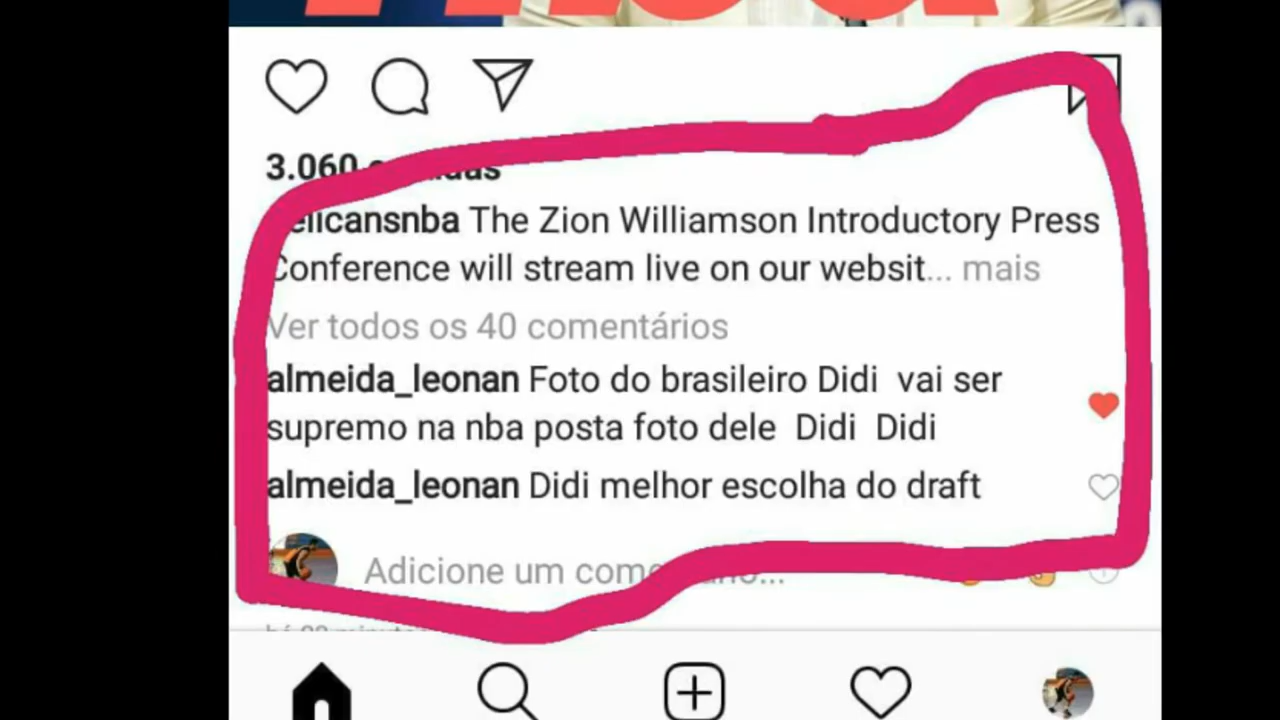 3.060
elicansnba The Zion Williamson Introductory Press
Conference will stream live on our websit... mais
Ver todos os 40 comentários
almeida_leonan Foto do brasileiro Didi vai ser
supremo na nba posta foto dele Didi Didi
almeida_leonan Didi melhor escolha do draft
Adicione um